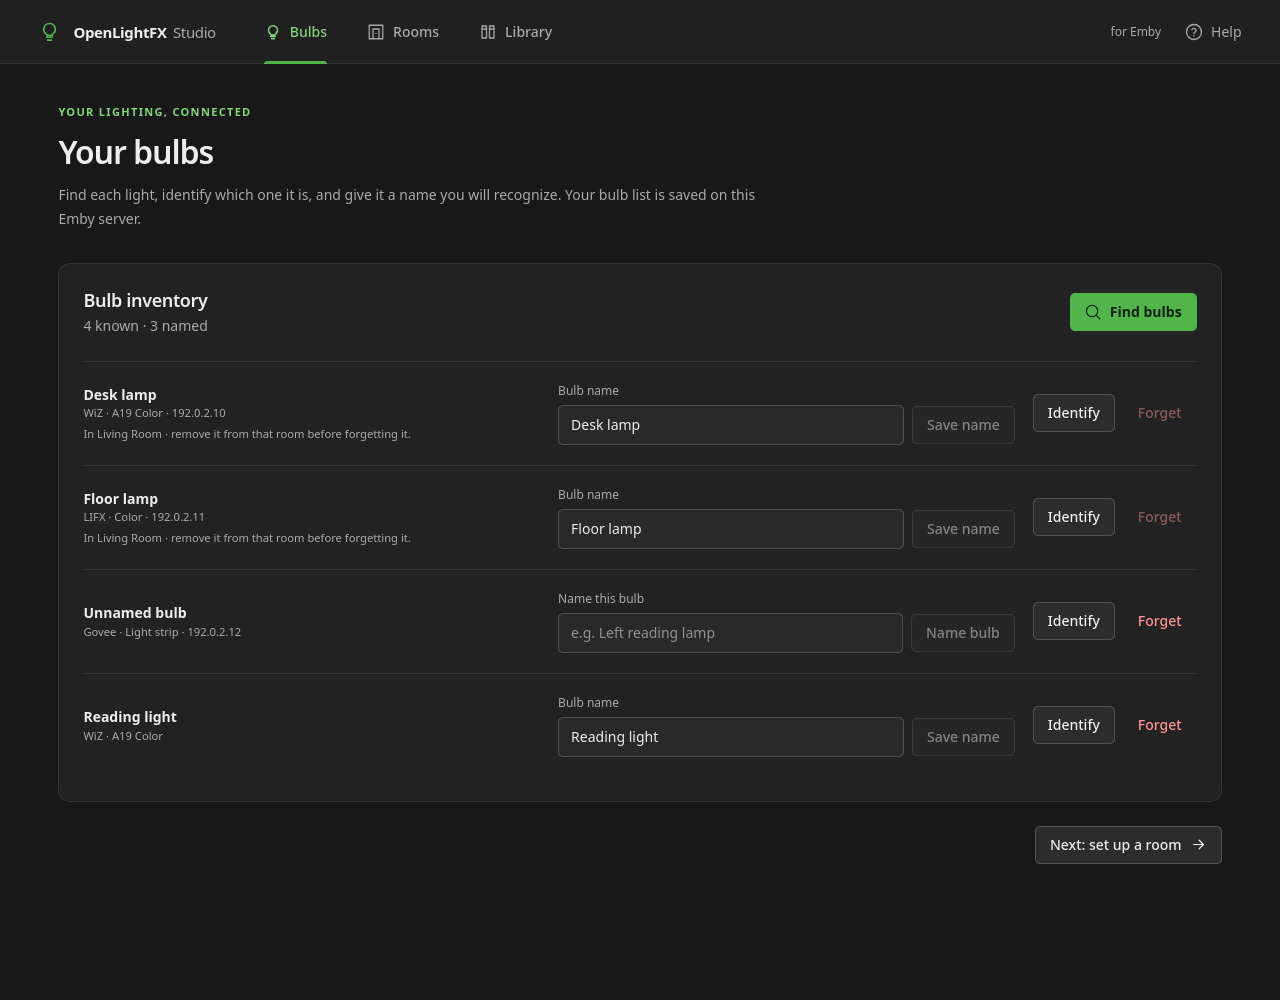 OpenLightFX Studio
Bulbs
Rooms
Library
for Emby
Help
YOUR LIGHTING, CONNECTED
Your bulbs
Find each light, identify which one it is, and give it a name you will recognize. Your bulb list is saved on this
Emby server.
Bulb inventory
4 known · 3 named
Find bulbs
Desk lamp
WiZ · A19 Color · 192.0.2.10
In Living Room · remove it from that room before forgetting it.
Bulb name
Desk lamp
Save name
Identify
Forget
Floor lamp
LIFX · Color · 192.0.2.11
In Living Room · remove it from that room before forgetting it.
Bulb name
Floor lamp
Save name
Identify
Forget
Unnamed bulb
Govee · Light strip · 192.0.2.12
Name this bulb
e.g. Left reading lamp
Name bulb
Identify
Forget
Reading light
WiZ · A19 Color
Bulb name
Reading light
Save name
Identify
Forget
Next: set up a room